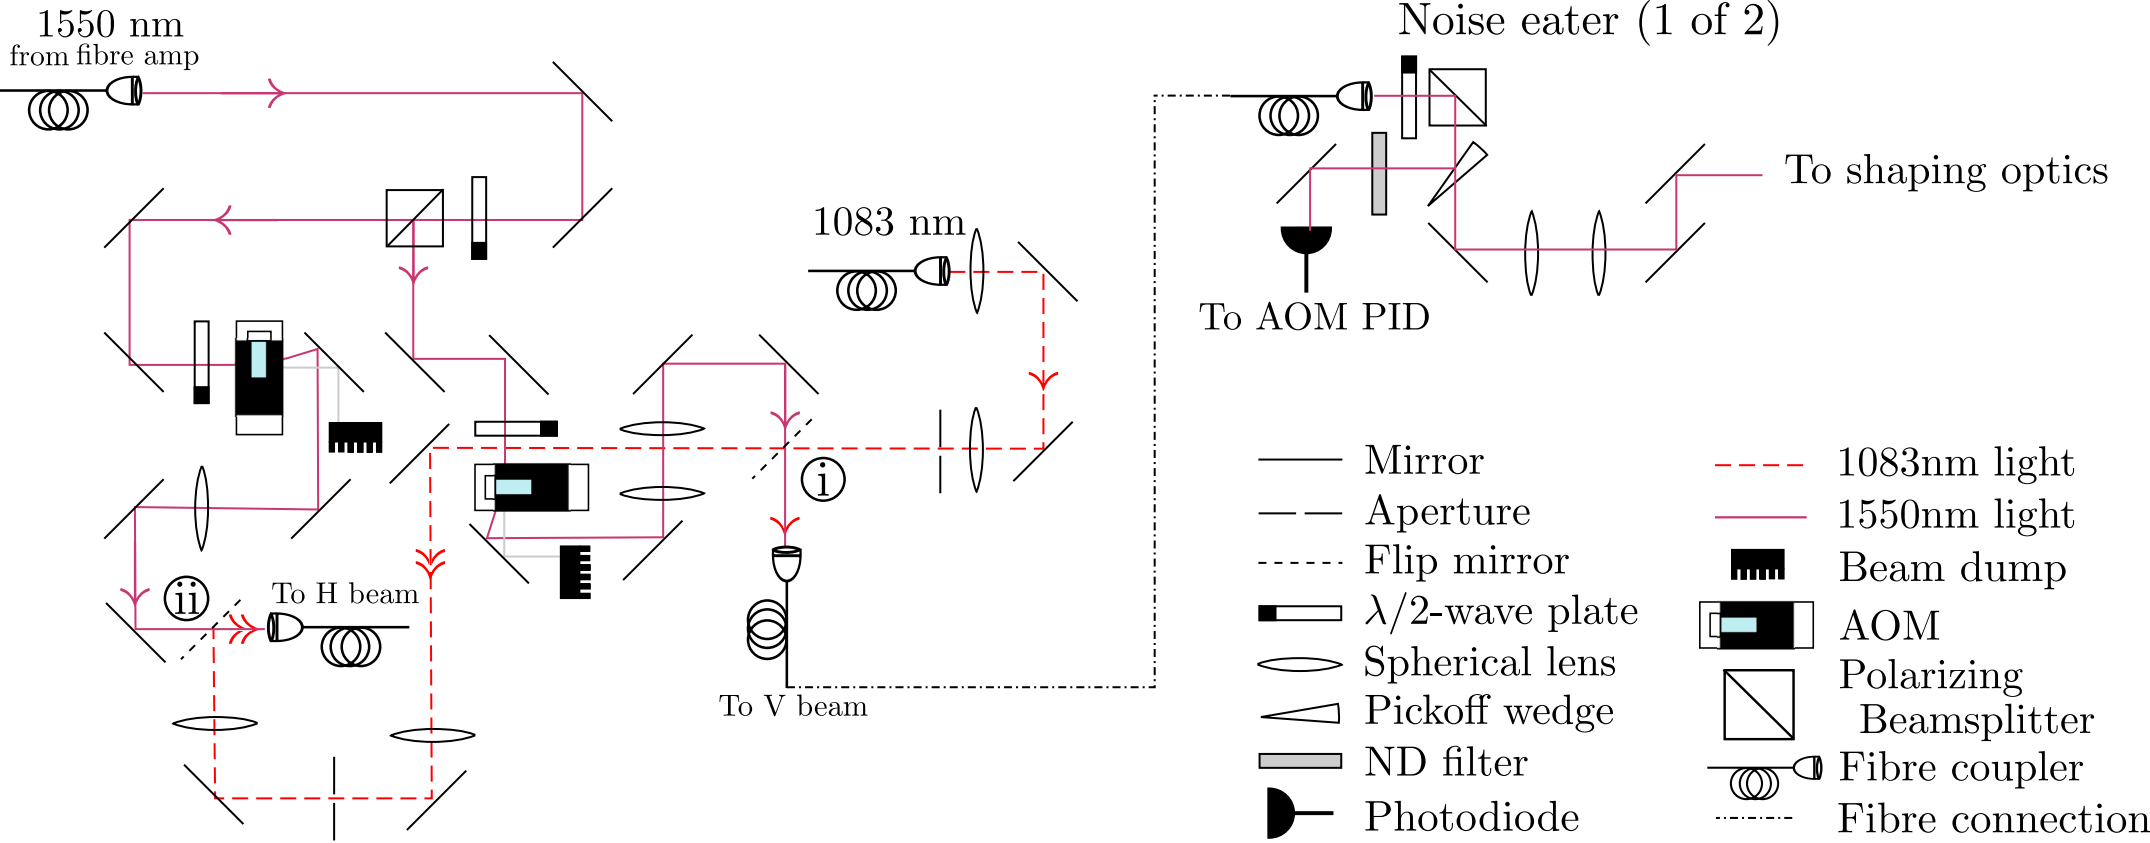 1550 nm
from fibre amp
Noise eater (1 of 2)
To shaping optics
1083 nm
To AOM PID
i
ii
To H beam
To V beam
Mirror
Aperture
Flip mirror
λ/2-wave plate
Spherical lens
Pickoff wedge
ND filter
Photodiode
1083nm light
1550nm light
Beam dump
AOM
Polarizing
Beamsplitter
Fibre coupler
Fibre connection